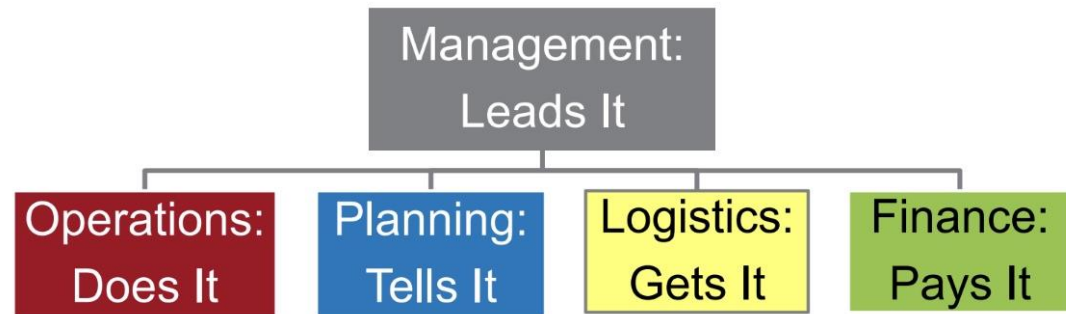 Management:
Leads It
Operations:
Does It
Planning:
Tells It
Logistics:
Gets It
Finance:
Pays It